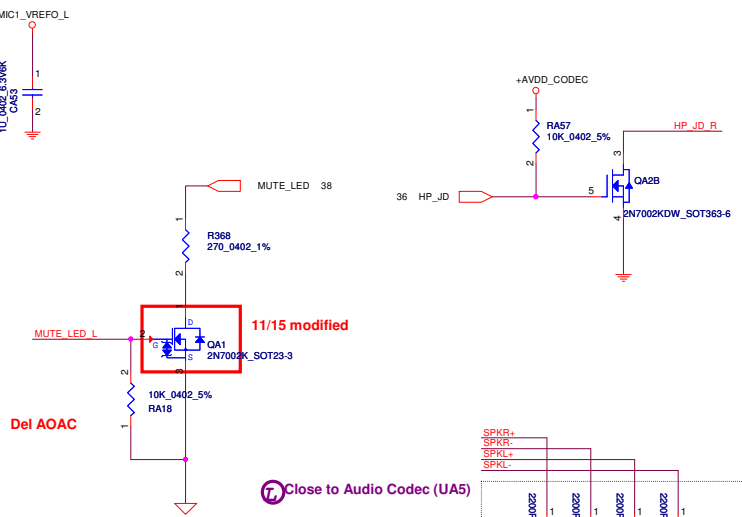 MIC1_VREFO_L
1
1U_0402_6.3V6K
CA53
2
+AVDD_CODEC
1
RA57
10K_0402_5%
2
HP_JD_R
3
QA2B
36 HP_JD
5
2N7002KDW_SOT363-6
4
MUTE_LED 38
1
R368
270_0402_1%
2
1
11/15 modified
MUTE_LED_L
2
D
G
S
QA1
2N7002K_SOT23-3
3
2
10K_0402_5%
RA18
1
Del AOAC
SPKR+
SPKR-
SPKL+
SPKL-
Close to Audio Codec (UA5)
1
1
1
1